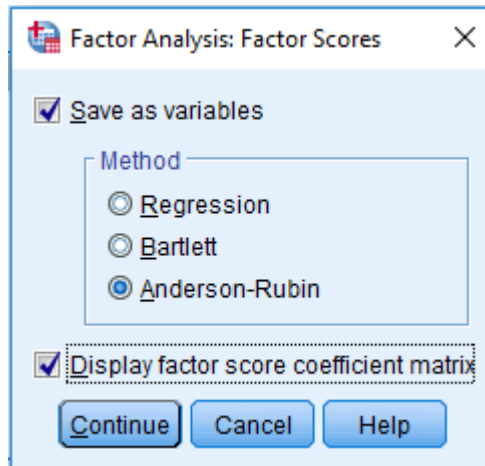 Factor Analysis: Factor Scores
Save as variables
Method
Regression
Bartlett
Anderson-Rubin
Display factor score coefficient matrix
Continue Cancel Help